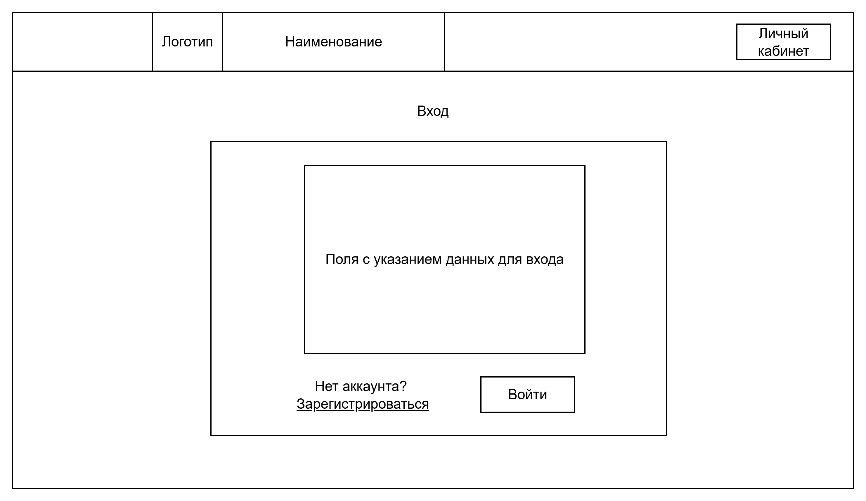 Логотип
Наименование
Личный
кабинет
Вход
Поля с указанием данных для входа
Нет аккаунта?
Зарегистрироваться
Войти